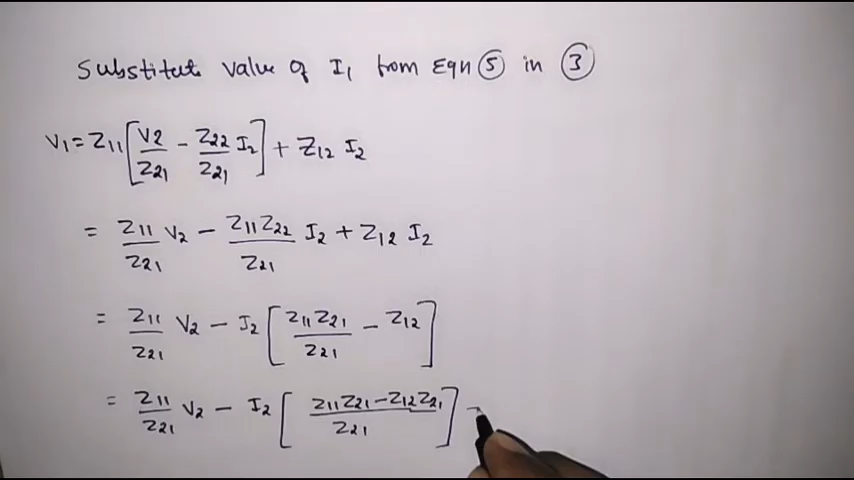 Substitute value of I₁ from Eqn ⑤ in ③
V₁ = Z₁₁ [V₂/Z₂₁ - Z₂₂/Z₂₁ I₂] + Z₁₂ I₂
= Z₁₁/Z₂₁ V₂ - Z₁₁Z₂₂/Z₂₁ I₂ + Z₁₂ I₂
= Z₁₁/Z₂₁ V₂ - I₂ [Z₁₁Z₂₁/Z₂₁ - Z₁₂]
= Z₁₁/Z₂₁ V₂ - I₂ [Z₁₁Z₂₁-Z₁₂Z₂₁/Z₂₁] -